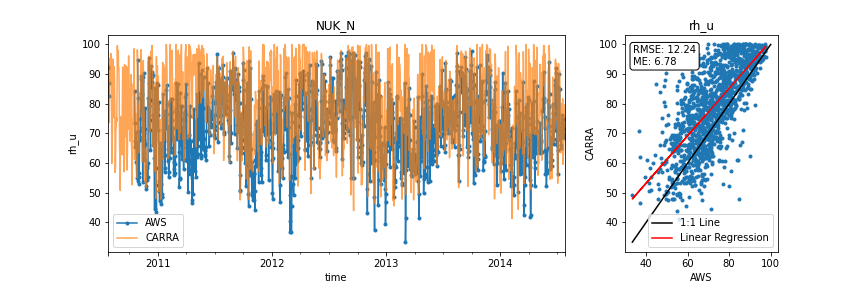 NUK_N
rh_u
100
90
80
70
60
50
40
rh_u
2011
2012
2013
2014
time
AWS
CARRA
rh_u
RMSE: 12.24
ME: 6.78
100
90
80
70
60
50
40
CARRA
40
60
80
100
AWS
1:1 Line
Linear Regression